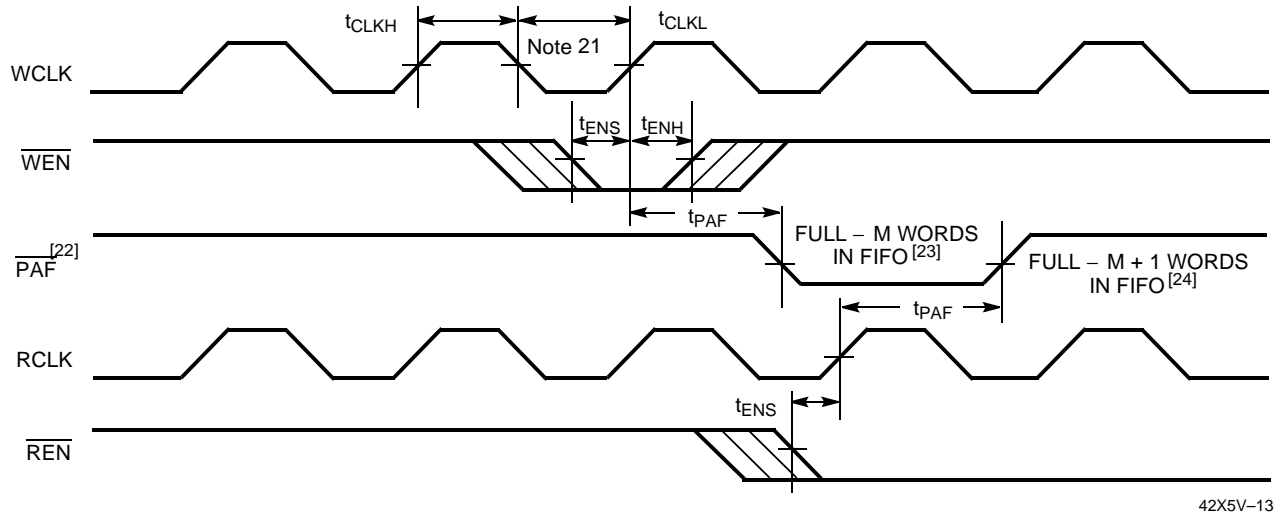 tCLKH
tCLKL
Note 21
WCLK
tENS
tENH
WEN
tPAF
PAF[22]
FULL – M WORDS
IN FIFO[23]
FULL – M + 1 WORDS
IN FIFO[24]
tPAF
RCLK
tENS
REN
42X5V–13